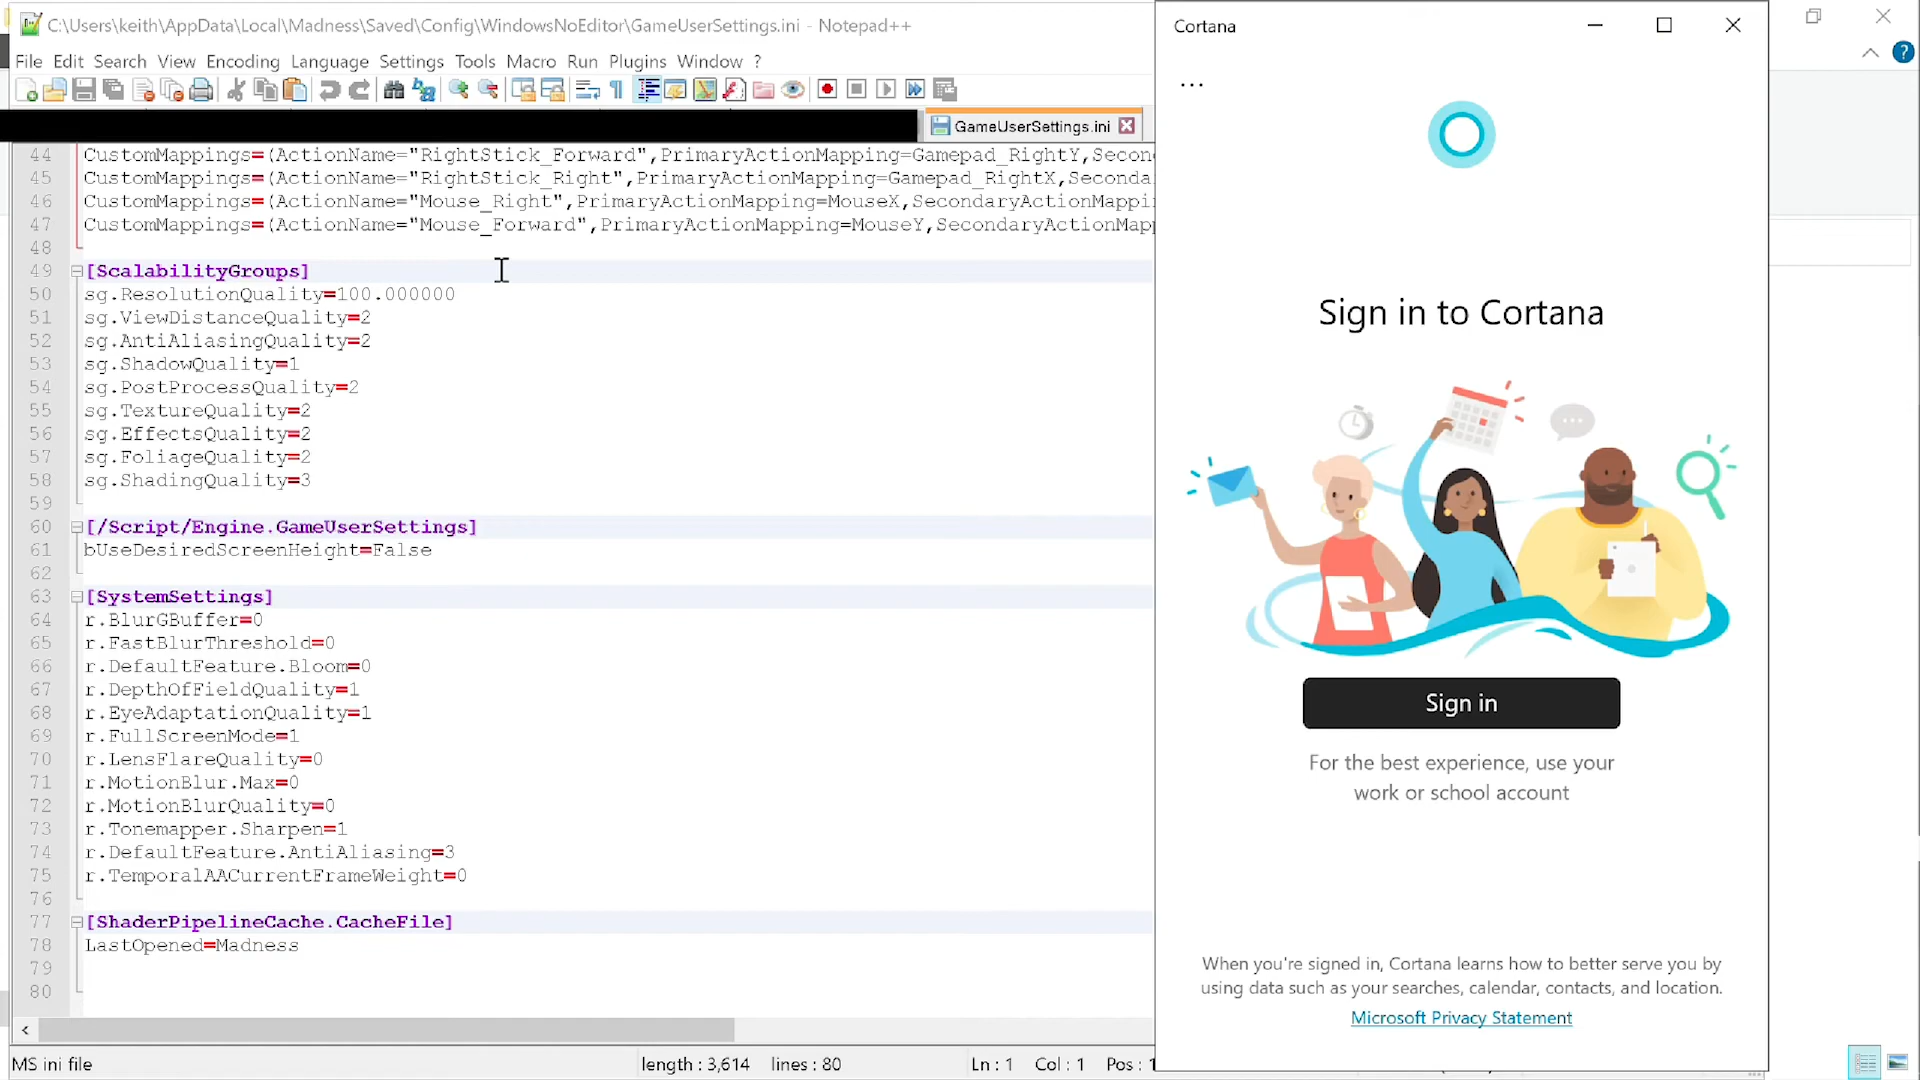 C:\Users\keith\AppData\Local\Madness\Saved\Config\WindowsNoEditor\GameUserSettings.ini - Notepad++
File Edit Search View Encoding Language Settings Tools Macro Run Plugins Window ?
GameUserSettings.ini
44 CustomMappings=(ActionName="RightStick_Forward",PrimaryActionMapping=Gamepad_RightY,Secon
45 CustomMappings=(ActionName="RightStick_Right",PrimaryActionMapping=Gamepad_RightX,Seconda
46 CustomMappings=(ActionName="Mouse_Right",PrimaryActionMapping=MouseX,SecondaryActionMappin
47 CustomMappings=(ActionName="Mouse_Forward",PrimaryActionMapping=MouseY,SecondaryActionMapp
48
49 [ScalabilityGroups]
50 sg.ResolutionQuality=100.000000
51 sg.ViewDistanceQuality=2
52 sg.AntiAliasingQuality=2
53 sg.ShadowQuality=1
54 sg.PostProcessQuality=2
55 sg.TextureQuality=2
56 sg.EffectsQuality=2
57 sg.FoliageQuality=2
58 sg.ShadingQuality=3
59
60 [/Script/Engine.GameUserSettings]
61 bUseDesiredScreenHeight=False
62
63 [SystemSettings]
64 r.BlurGBuffer=0
65 r.FastBlurThreshold=0
66 r.DefaultFeature.Bloom=0
67 r.DepthOfFieldQuality=1
68 r.EyeAdaptationQuality=1
69 r.FullScreenMode=1
70 r.LensFlareQuality=0
71 r.MotionBlur.Max=0
72 r.MotionBlurQuality=0
73 r.Tonemapper.Sharpen=1
74 r.DefaultFeature.AntiAliasing=3
75 r.TemporalAACurrentFrameWeight=0
76
77 [ShaderPipelineCache.CacheFile]
78 LastOpened=Madness
79
80
MS ini file length : 3,614 lines : 80 Ln : 1 Col : 1 Pos : 1
Cortana
...
Sign in to Cortana
Sign in
For the best experience, use your
work or school account
When you're signed in, Cortana learns how to better serve you by
using data such as your searches, calendar, contacts, and location.
Microsoft Privacy Statement